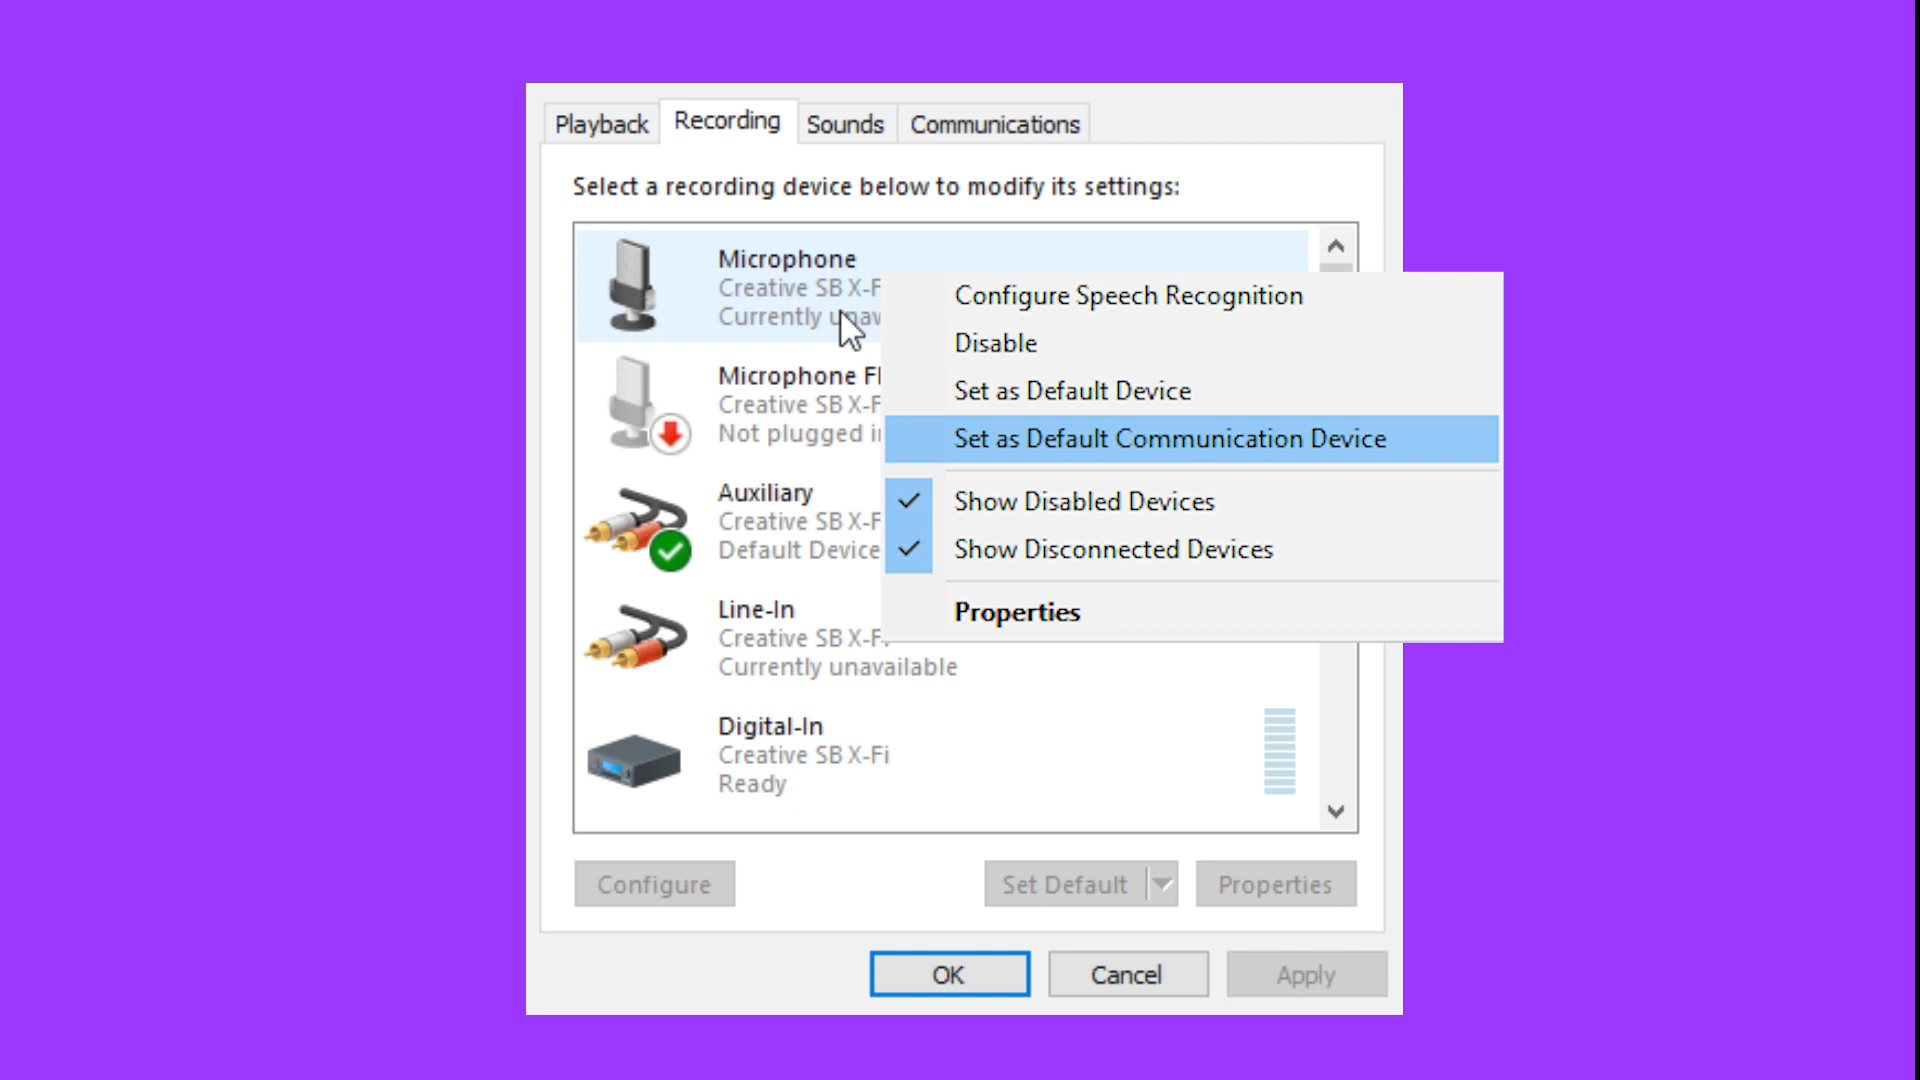 Playback
Recording
Sounds
Communications
Select a recording device below to modify its settings:
Microphone
Creative SB X-F
Currently
Microphone
Creative SB X-F
Not plugged
Auxiliary
Creative SB X-F
Default Device
Line-In
Creative SB X-F
Currently unavailable
Digital-In
Creative SB X-Fi
Ready
Configure Speech Recognition
Disable
Set as Default Device
Set as Default Communication Device
Show Disabled Devices
Show Disconnected Devices
Properties
Configure
Set Default
Properties
OK
Cancel
Apply